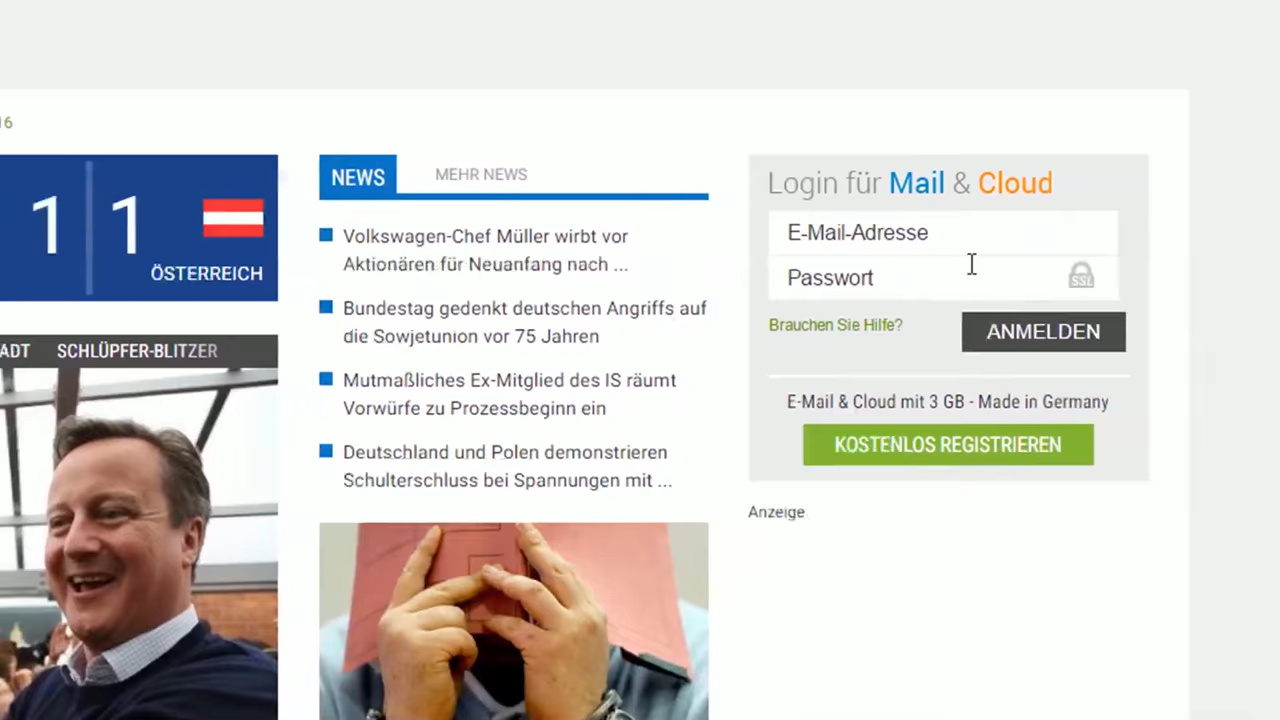 16
1 1
ÖSTERREICH
ADT SCHLÜPFER-BLITZER
NEWS MEHR NEWS
Volkswagen-Chef Müller wirbt vor
Aktionären für Neuanfang nach ...
Bundestag gedenkt deutschen Angriffs auf
die Sowjetunion vor 75 Jahren
Mutmaßliches Ex-Mitglied des IS räumt
Vorwürfe zu Prozessbeginn ein
Deutschland und Polen demonstrieren
Schulterschluss bei Spannungen mit ...
Login für Mail & Cloud
E-Mail-Adresse
Passwort
SSL
Brauchen Sie Hilfe?
ANMELDEN
E-Mail & Cloud mit 3 GB - Made in Germany
KOSTENLOS REGISTRIEREN
Anzeige